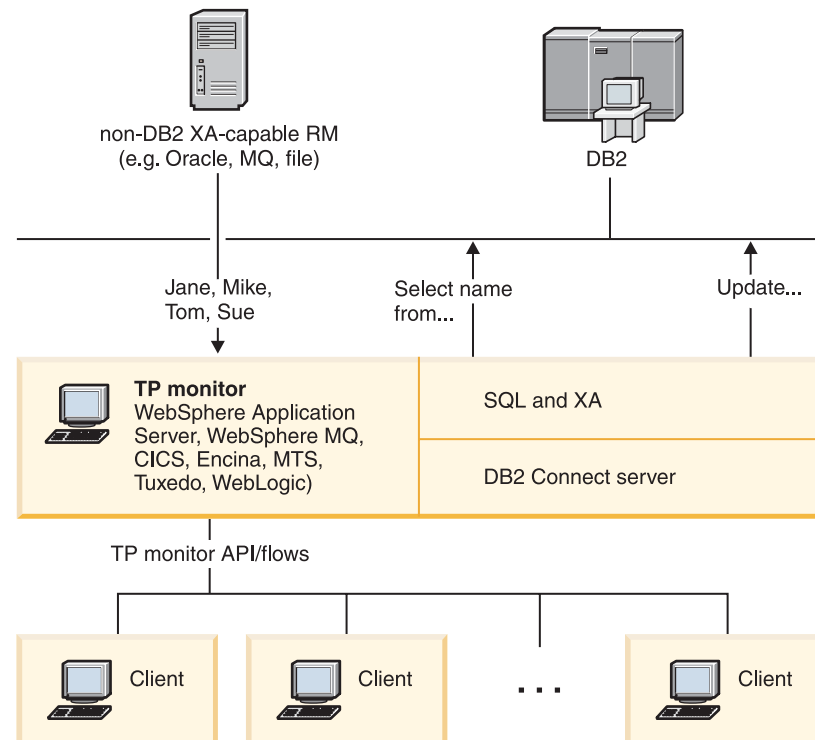 non-DB2 XA-capable RM
(e.g. Oracle, MQ, file)
DB2
Jane, Mike,
Tom, Sue
Select name
from...
Update...
TP monitor
WebSphere Application
Server, WebSphere MQ,
CICS, Encina, MTS,
Tuxedo, WebLogic)
SQL and XA
DB2 Connect server
TP monitor API/flows
Client
Client
...
Client